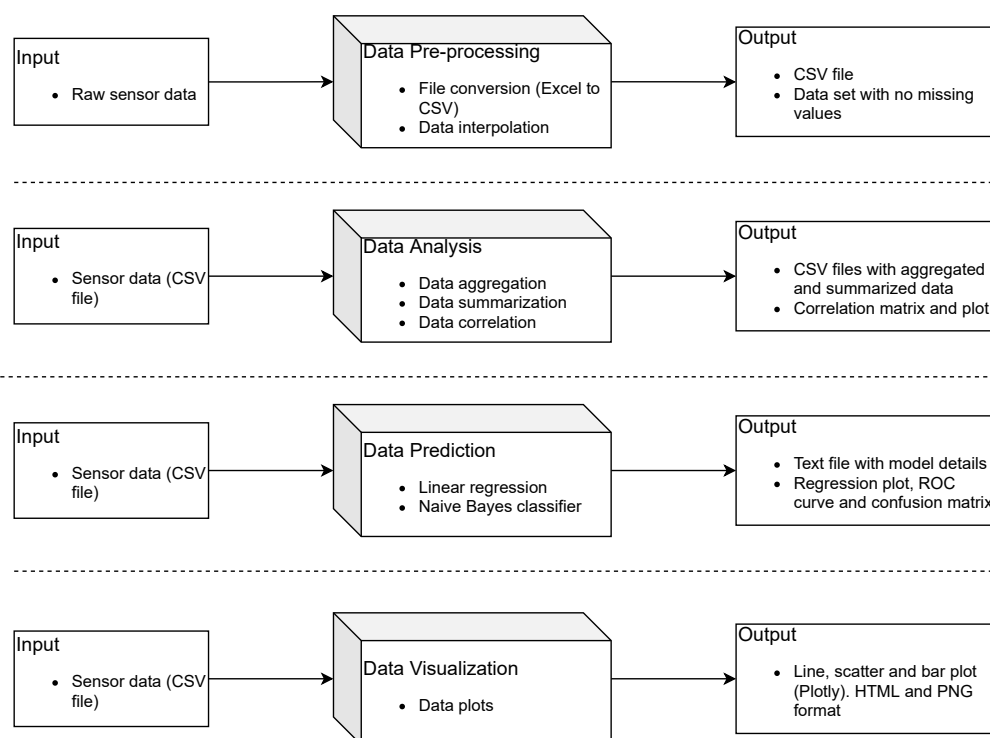 Input
Raw sensor data
Data Pre-processing
File conversion (Excel to
CSV)
Data interpolation
Output
CSV file
Data set with no missing
values
Input
Sensor data (CSV
file)
Data Analysis
Data aggregation
Data summarization
Data correlation
Output
CSV files with aggregated
and summarized data
Correlation matrix and plot
Input
Sensor data (CSV
file)
Data Prediction
Linear regression
Naive Bayes classifier
Output
Text file with model details
Regression plot, ROC
curve and confusion matrix
Input
Sensor data (CSV
file)
Data Visualization
Data plots
Output
Line, scatter and bar plot
(Plotly). HTML and PNG
format